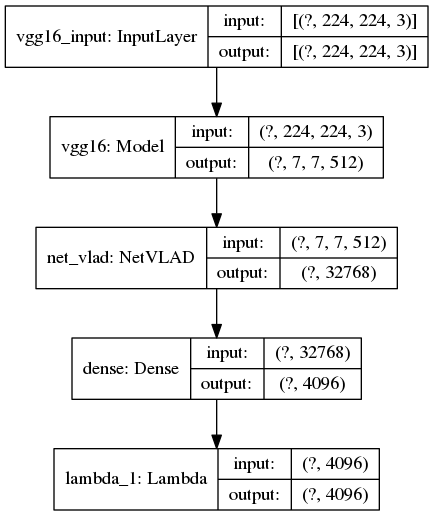 vgg16_input: InputLayer
input:
[(?, 224, 224, 3)]
output:
[(?, 224, 224, 3)]
vgg16: Model
input:
(?, 224, 224, 3)
output:
(?, 7, 7, 512)
net_vlad: NetVLAD
input:
(?, 7, 7, 512)
output:
(?, 32768)
dense: Dense
input:
(?, 32768)
output:
(?, 4096)
lambda_1: Lambda
input:
(?, 4096)
output:
(?, 4096)